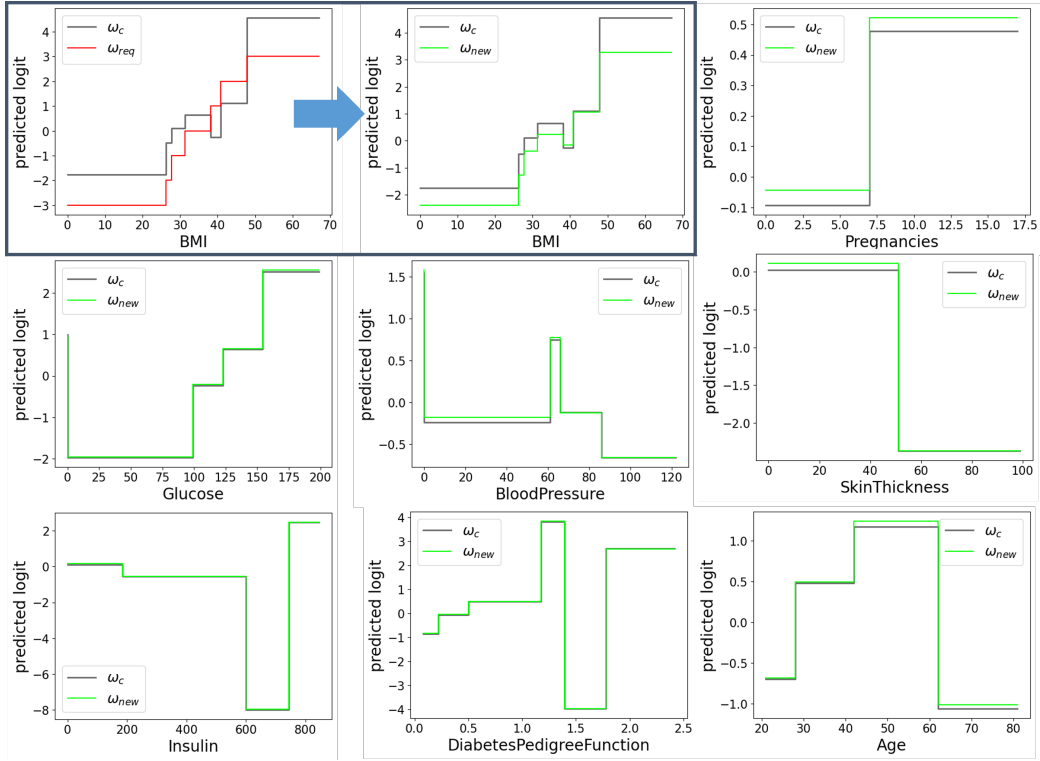 predicted logit
4
3
2
1
0
−1
−2
−3
ω_c
ω_req
0 10 20 30 40 50 60 70
BMI
predicted logit
4
3
2
1
0
−1
−2
ω_c
ω_new
0 10 20 30 40 50 60 70
BMI
predicted logit
0.5
0.4
0.3
0.2
0.1
0.0
−0.1
ω_c
ω_new
0.0 2.5 5.0 7.5 10.0 12.5 15.0 17.5
Pregnancies
predicted logit
2
1
0
−1
−2
ω_c
ω_new
0 25 50 75 100 125 150 175 200
Glucose
predicted logit
1.5
1.0
0.5
0.0
−0.5
ω_c
ω_new
0 20 40 60 80 100 120
BloodPressure
predicted logit
0.0
−0.5
−1.0
−1.5
−2.0
ω_c
ω_new
0 20 40 60 80 100
SkinThickness
predicted logit
2
0
−2
−4
−6
−8
ω_c
ω_new
0 200 400 600 800
Insulin
predicted logit
4
3
2
1
0
−1
−2
−3
−4
ω_c
ω_new
0.0 0.5 1.0 1.5 2.0 2.5
DiabetesPedigreeFunction
predicted logit
1.0
0.5
0.0
−0.5
−1.0
ω_c
ω_new
20 30 40 50 60 70 80
Age